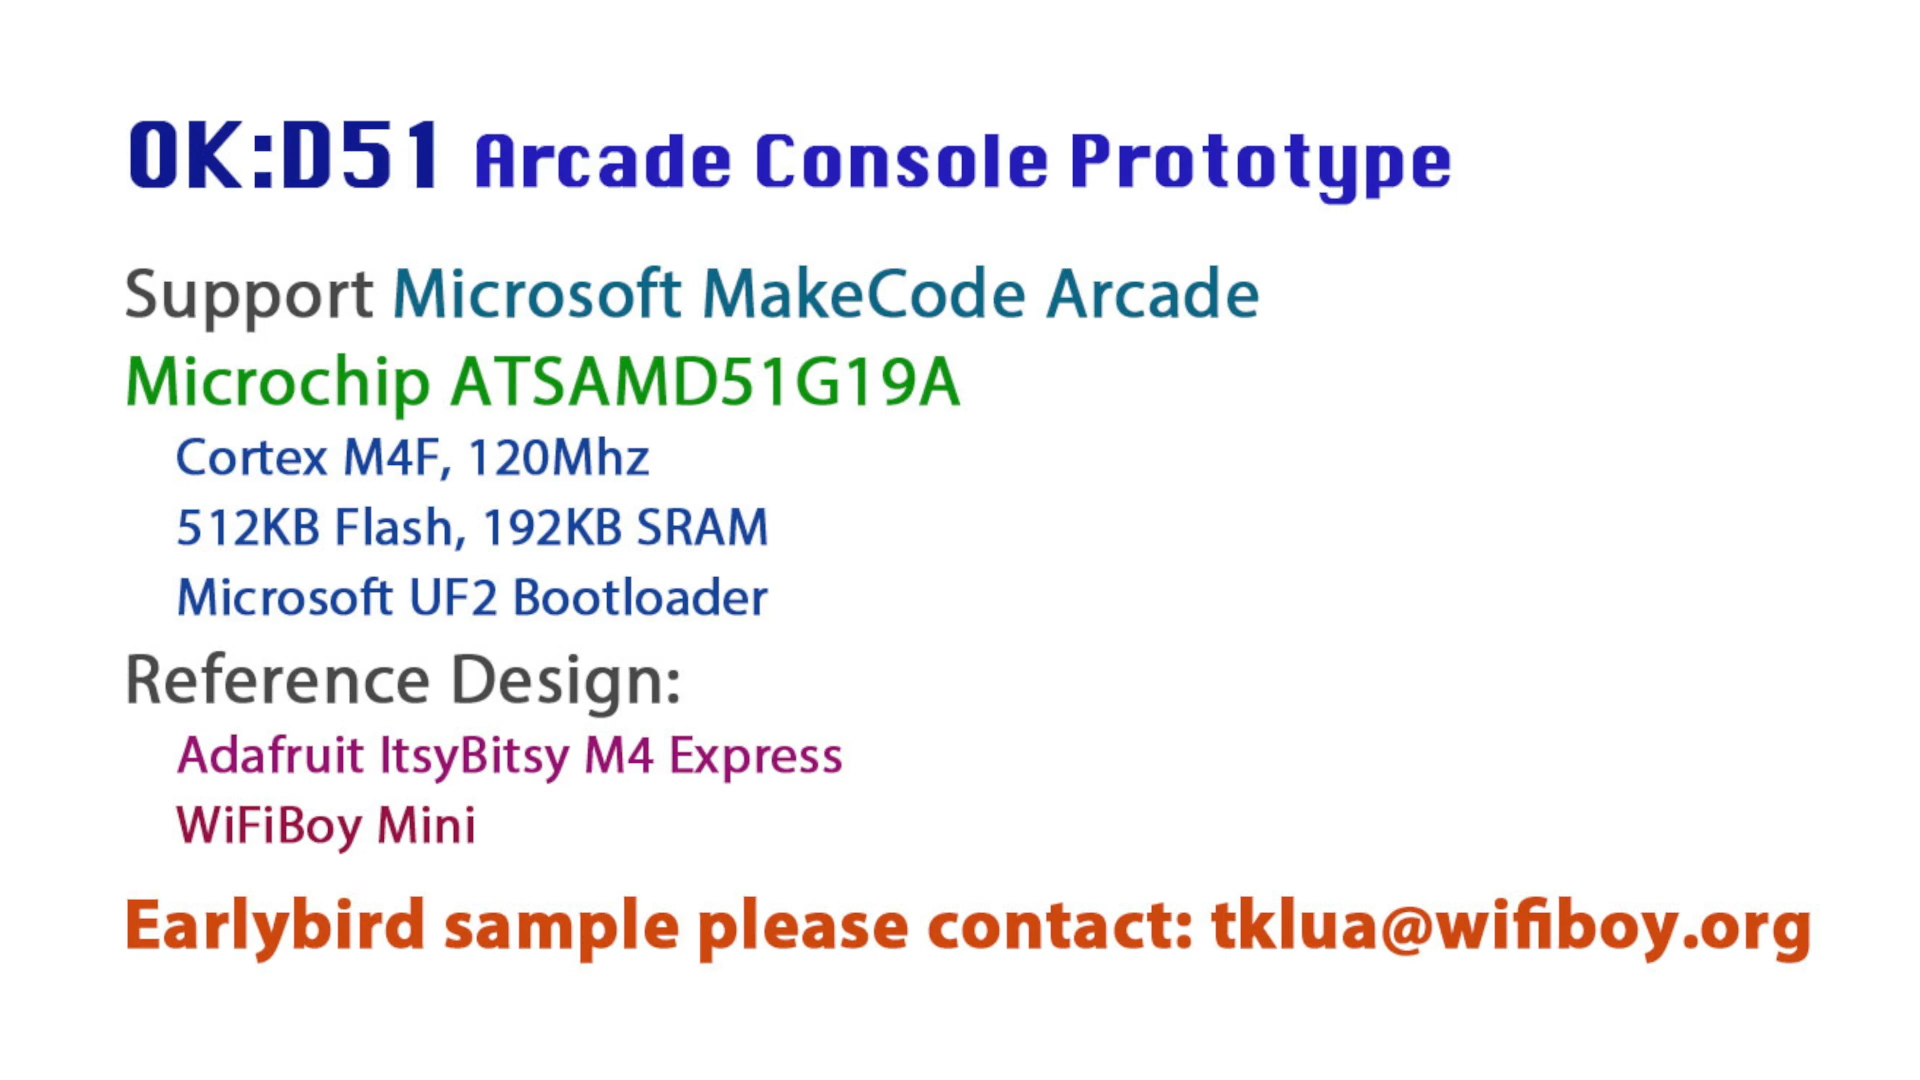 OK:D51 Arcade Console Prototype
Support Microsoft MakeCode Arcade
Microchip ATSAMD51G19A
Cortex M4F, 120Mhz
512KB Flash, 192KB SRAM
Microsoft UF2 Bootloader
Reference Design:
Adafruit ItsyBitsy M4 Express
WiFiBoy Mini
Earlybird sample please contact: tklua@wifiboy.org